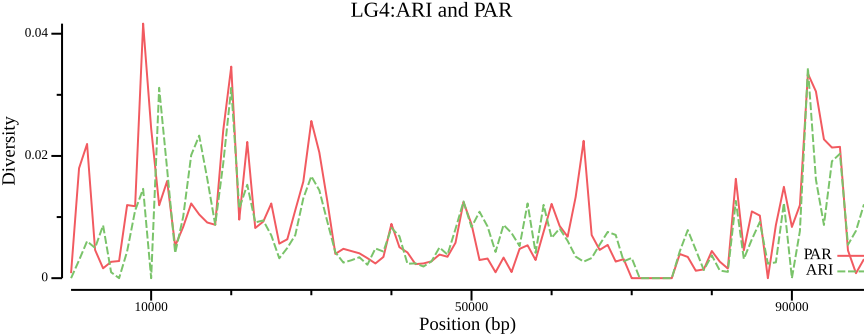 LG4:ARI and PAR
0.04
0.02
0
Diversity
PAR
ARI
10000
50000
90000
Position (bp)